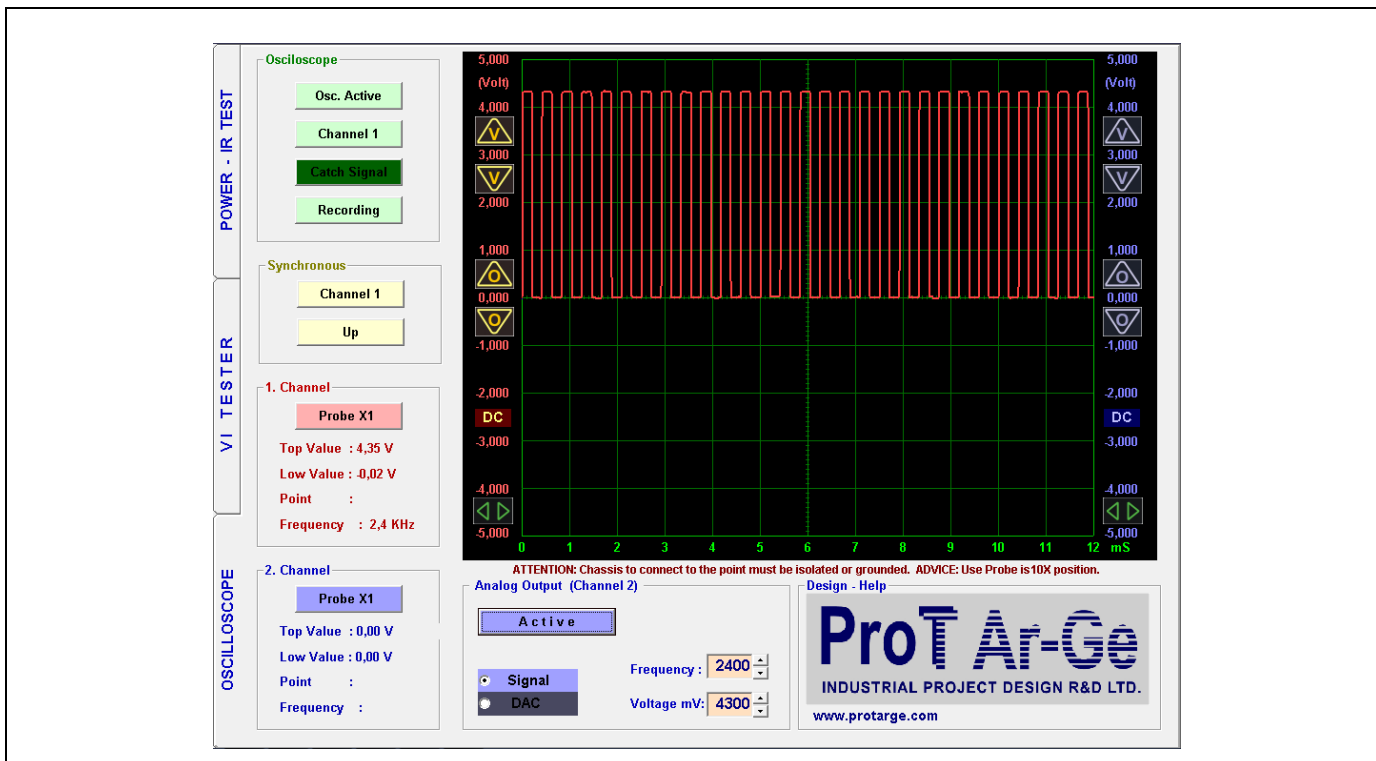 POWER - IR TEST
VI TESTER
OSCILLOSCOPE
Osciloscope
Osc. Active
Channel 1
Catch Signal
Recording
Synchronous
Channel 1
Up
1. Channel
Probe X1
Top Value : 4,35 V
Low Value : -0,02 V
Point :
Frequency : 2,4 KHz
2. Channel
Probe X1
Top Value : 0,00 V
Low Value : 0,00 V
Point :
Frequency :
5,000
(Volt)
4,000
V
3,000
V
2,000
1,000
O
0,000
O
-1,000
-2,000
DC
-3,000
-4,000
-5,000
5,000
(Volt)
4,000
V
3,000
V
2,000
1,000
O
0,000
O
-1,000
-2,000
DC
-3,000
-4,000
-5,000
0 1 2 3 4 5 6 7 8 9 10 11 12 mS
ATTENTION: Chassis to connect to the point must be isolated or grounded. ADVICE: Use Probe is10X position.
Analog Output (Channel 2)
Active
Signal
DAC
Frequency : 2400
Voltage mV: 4300
Design - Help
ProT Ar-Ge
INDUSTRIAL PROJECT DESIGN R&D LTD.
www.protarge.com